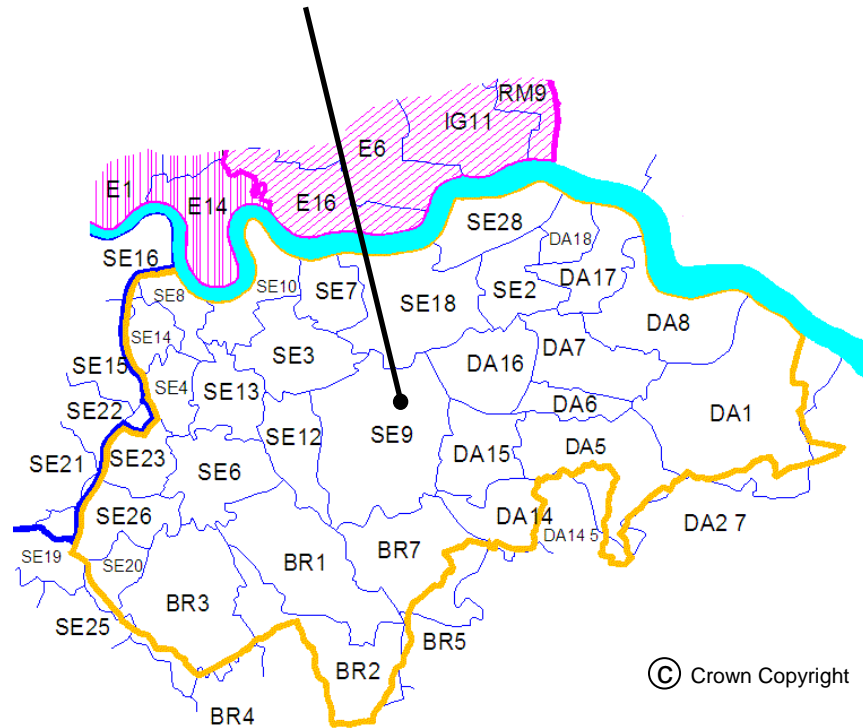 RM9
IG11
E6
E1
E14
E16
SE28
SE16
DA18
SE8
SE10
SE7
SE18
SE2
DA17
SE14
DA8
SE3
DA16
DA7
SE15
SE4
SE13
DA6
DA1
SE22
SE12
SE9
DA5
SE21
SE23
SE6
DA15
SE26
DA14
DA14 5
DA2 7
SE19
SE20
BR1
BR7
BR3
SE25
BR5
BR2
BR4
© Crown Copyright